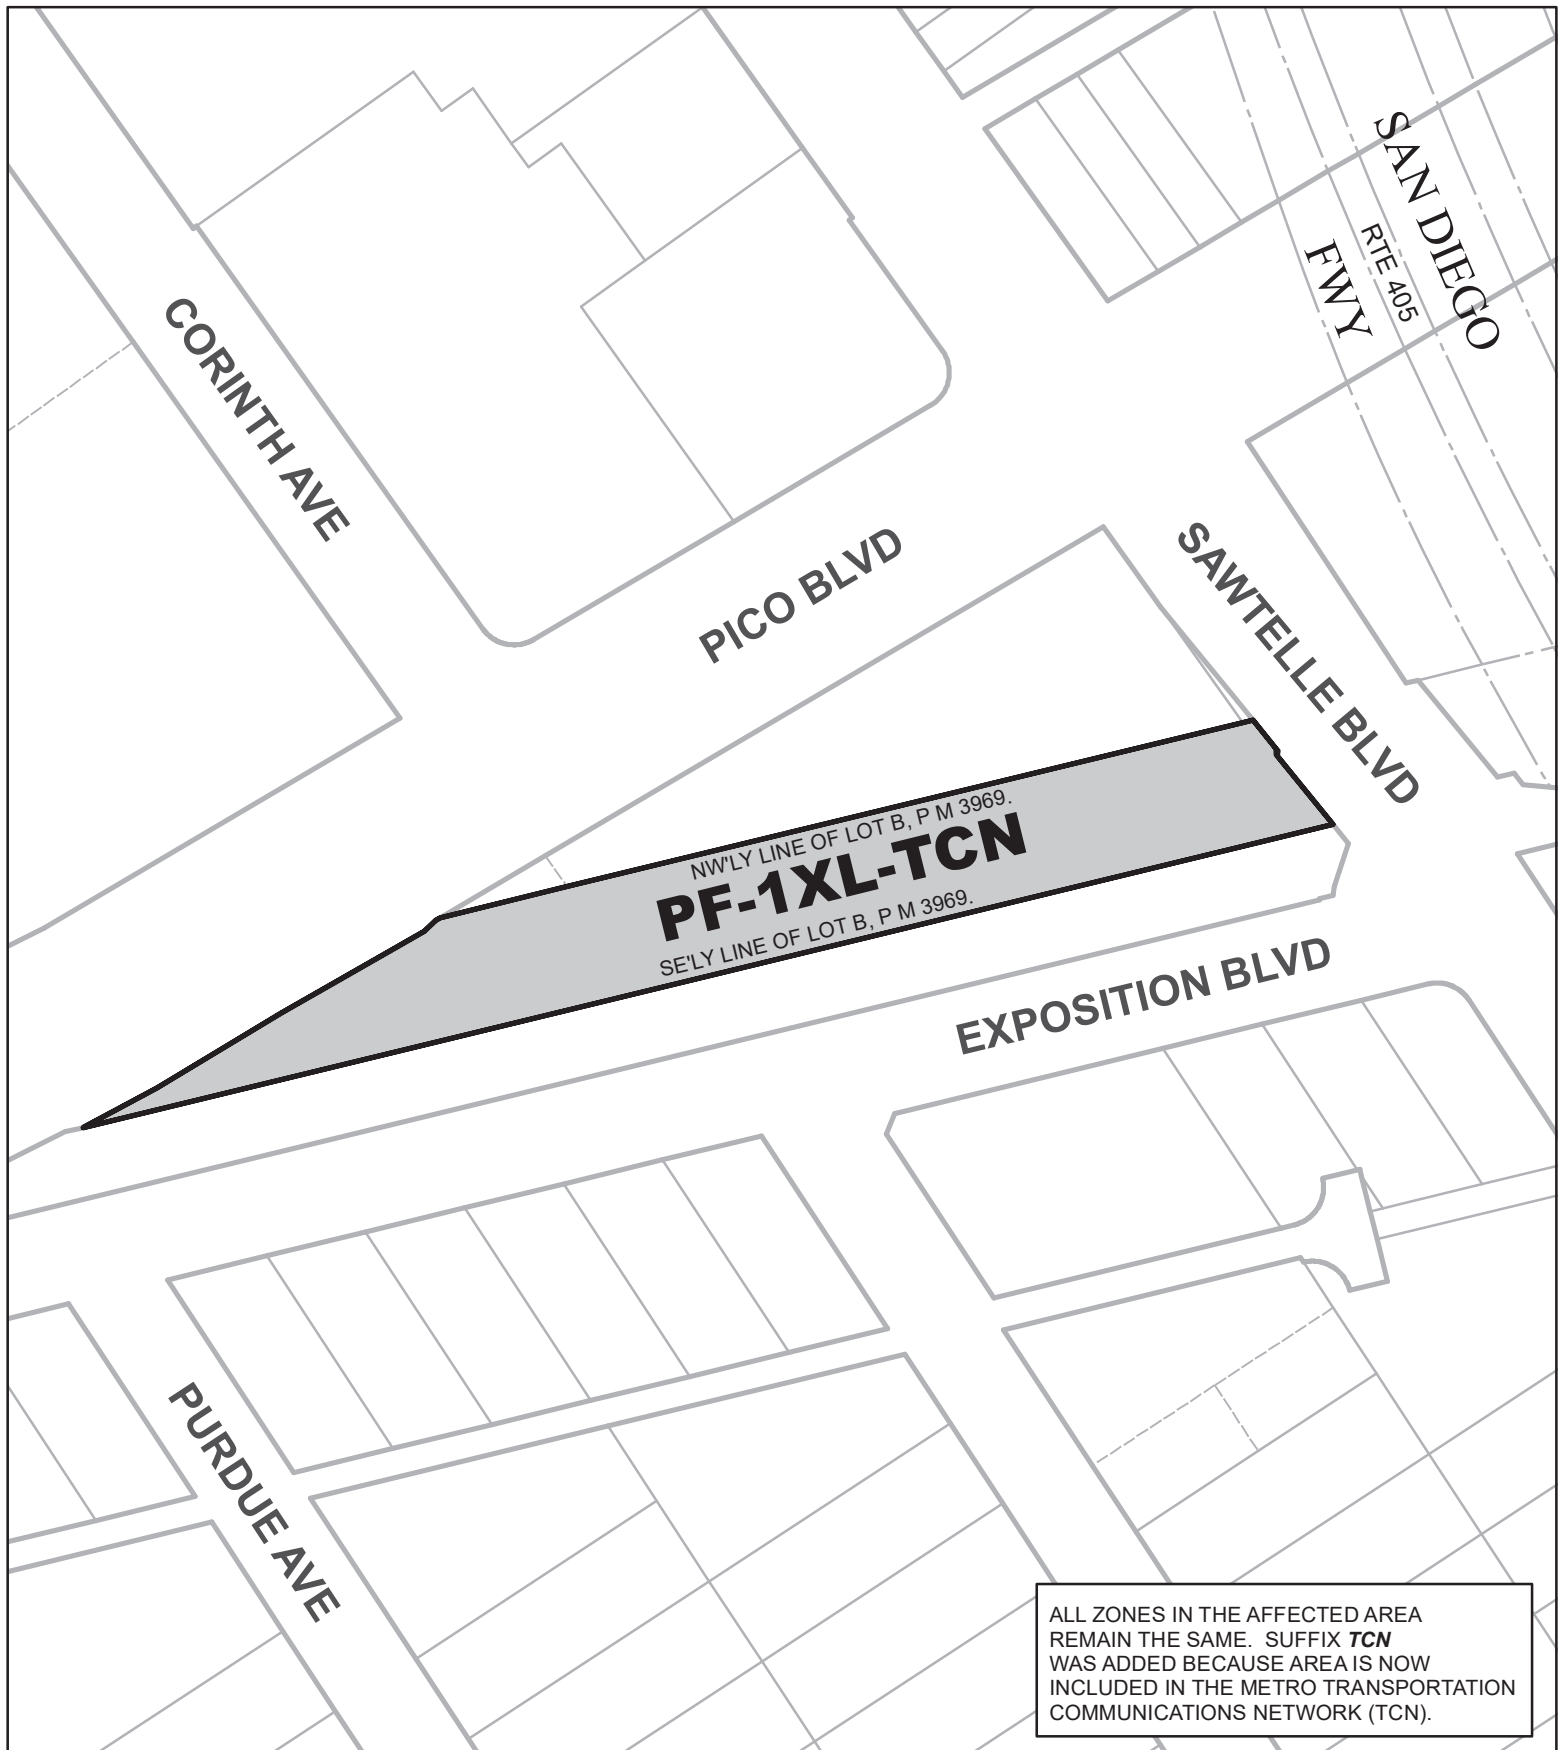 SAN DIEGO
RTE 405
FWY
CORINTH AVE
PICO BLVD
SAWTELLE BLVD
NW'LY LINE OF LOT B, P M 3969.
PF-1XL-TCN
SE'LY LINE OF LOT B, P M 3969.
EXPOSITION BLVD
PURDUE AVE
ALL ZONES IN THE AFFECTED AREA
REMAIN THE SAME. SUFFIX TCN
WAS ADDED BECAUSE AREA IS NOW
INCLUDED IN THE METRO TRANSPORTATION
COMMUNICATIONS NETWORK (TCN).